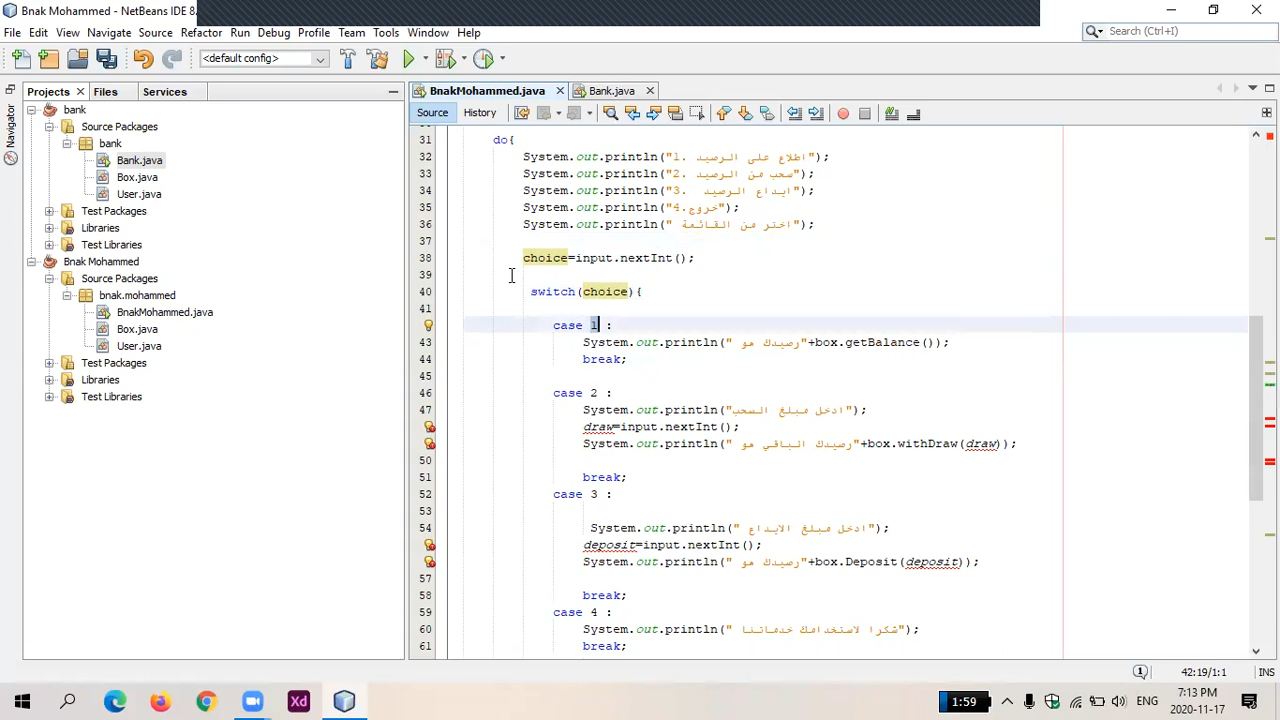 Bnak Mohammed - NetBeans IDE 8.
File Edit View Navigate Source Refactor Run Debug Profile Team Tools Window Help
Search (Ctrl+I)
<default config>
Projects Files Services
BnakMohammed.java Bank.java
Source History
Navigator
bank
Source Packages
bank
Bank.java
Box.java
User.java
Test Packages
Libraries
Test Libraries
Bnak Mohammed
Source Packages
bnak.mohammed
BnakMohammed.java
Box.java
User.java
Test Packages
Libraries
Test Libraries
31 do{
32 System.out.println("1. اطلاع على الرصيد");
33 System.out.println("2. سحب من الرصيد");
34 System.out.println("3. ايداع الرصيد");
35 System.out.println("4.خروج");
36 System.out.println(" اختر من القائمة");
37
38 choice=input.nextInt();
39
40 switch(choice){
41
case 1 :
43 System.out.println(" رصيدك هو"+box.getBalance());
44 break;
45
46 case 2 :
47 System.out.println("ادخل مبلغ السحب");
draw=input.nextInt();
System.out.println(" رصيدك الباقي هو"+box.withDraw(draw));
50
51 break;
52 case 3 :
53
54 System.out.println(" ادخل مبلغ الايداع");
deposit=input.nextInt();
System.out.println(" رصيدك هو"+box.Deposit(deposit));
57
58 break;
59 case 4 :
60 System.out.println(" شكرا لاستخدامك خدماتنا");
61 break;
1 42:19/1:1 INS
Xd
1:59
ENG
7:13 PM
2020-11-17